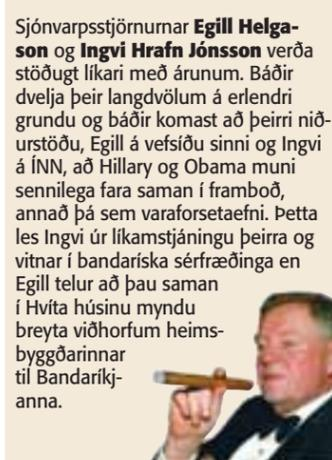 Sjónvarpsstjörnurnar Egill Helga-
son og Ingvi Hrafn Jónsson verða
stöðugt líkari með árunum. Báðir
dvelja þeir langdvölum á erlendri
grundu og báðir komast að þeirri nið-
urstöðu, Egill á vefsíðu sinni og Ingvi
á ÍNN, að Hillary og Obama muni
sennilega fara saman í framboð,
annað þá sem varaforsetaefni. Þetta
les Ingvi úr líkamstjáningu þeirra og
vitnar í bandaríska sérfræðinga en
Egill telur að þau saman
í Hvíta húsinu myndu
breyta viðhorfum heims-
byggðarinnar
til Bandaríkj-
anna.